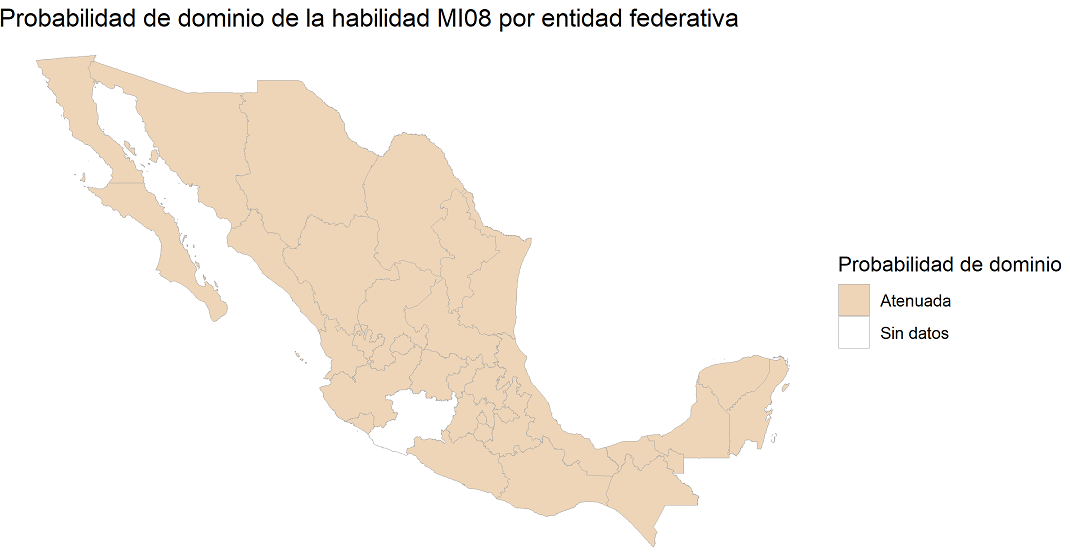 Probabilidad de dominio de la habilidad MI08 por entidad federativa
Probabilidad de dominio
Atenuada
Sin datos